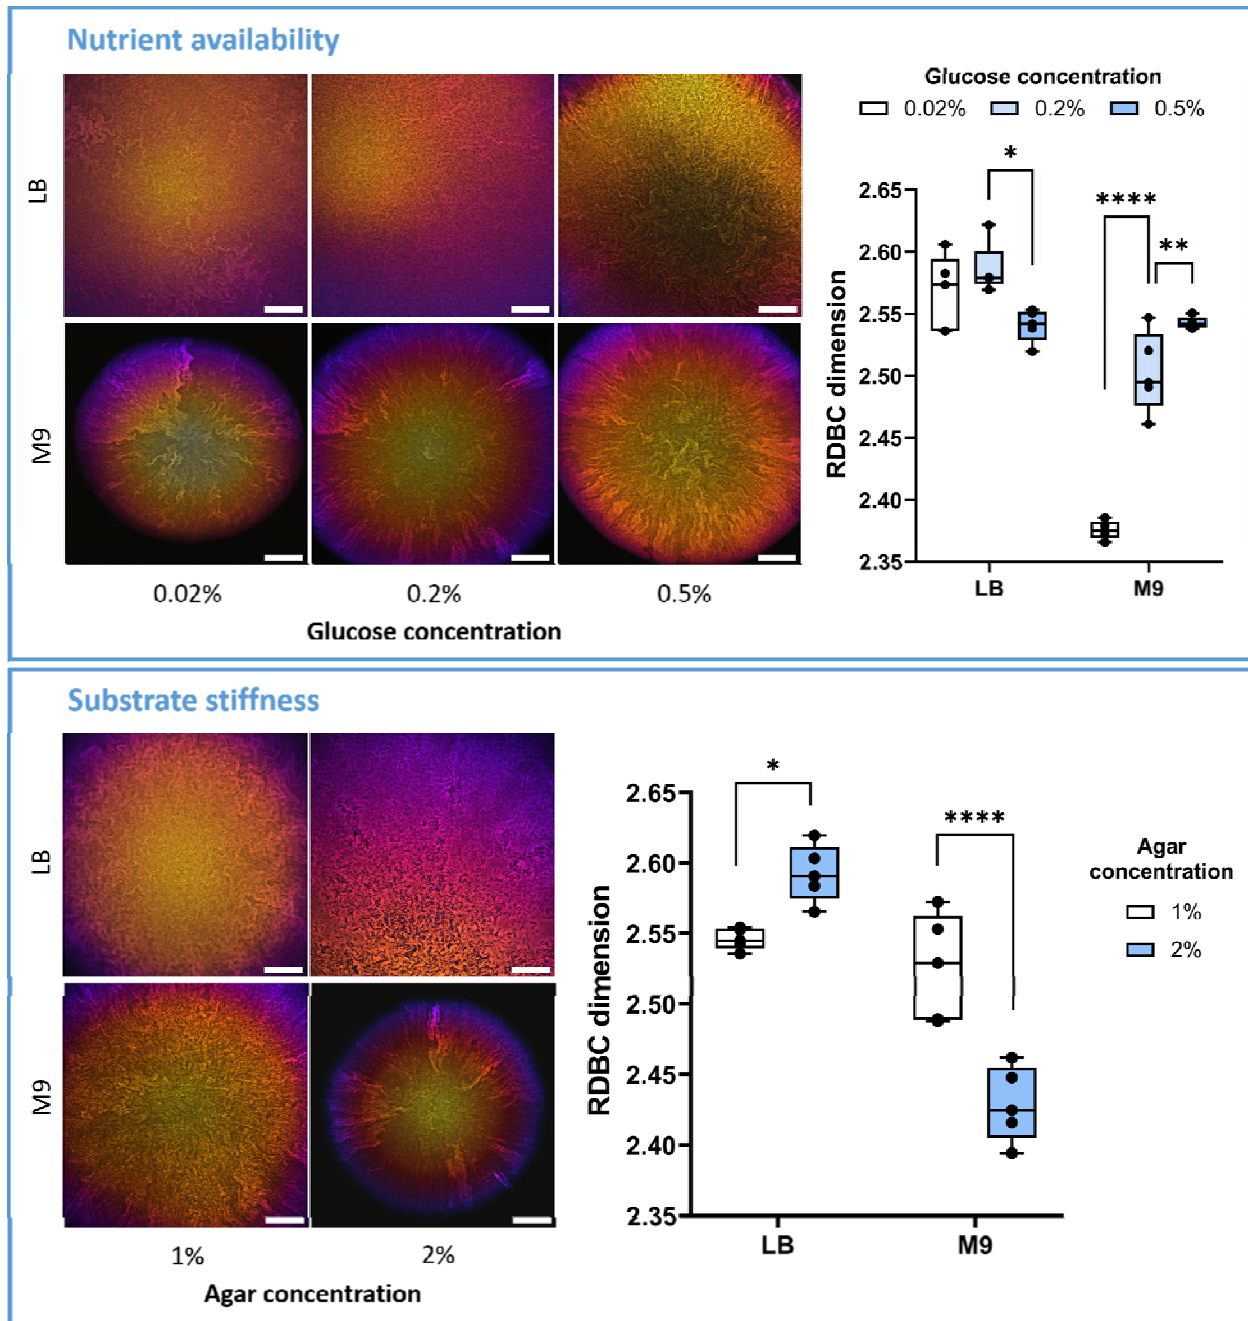 Nutrient availability
LB
M9
0.02%
0.2%
0.5%
Glucose concentration
Glucose concentration
0.02%
0.2%
0.5%
*
****
**
RDBC dimension
2.65
2.60
2.55
2.50
2.45
2.40
2.35
LB
M9
Substrate stiffness
LB
M9
1%
2%
Agar concentration
*
****
RDBC dimension
2.65
2.60
2.55
2.50
2.45
2.40
2.35
LB
M9
Agar
concentration
1%
2%